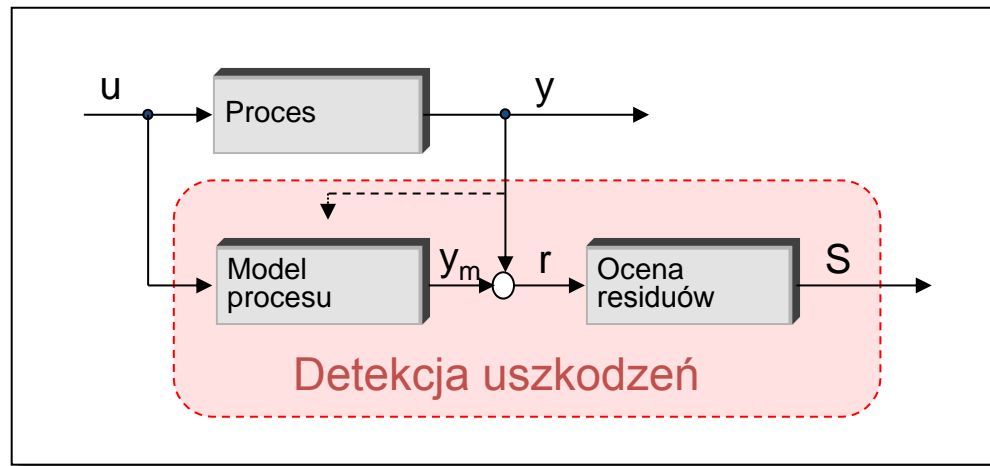 u
Proces
y
Model
procesu
yₘ
r
Ocena
residuów
S
Detekcja uszkodzeń